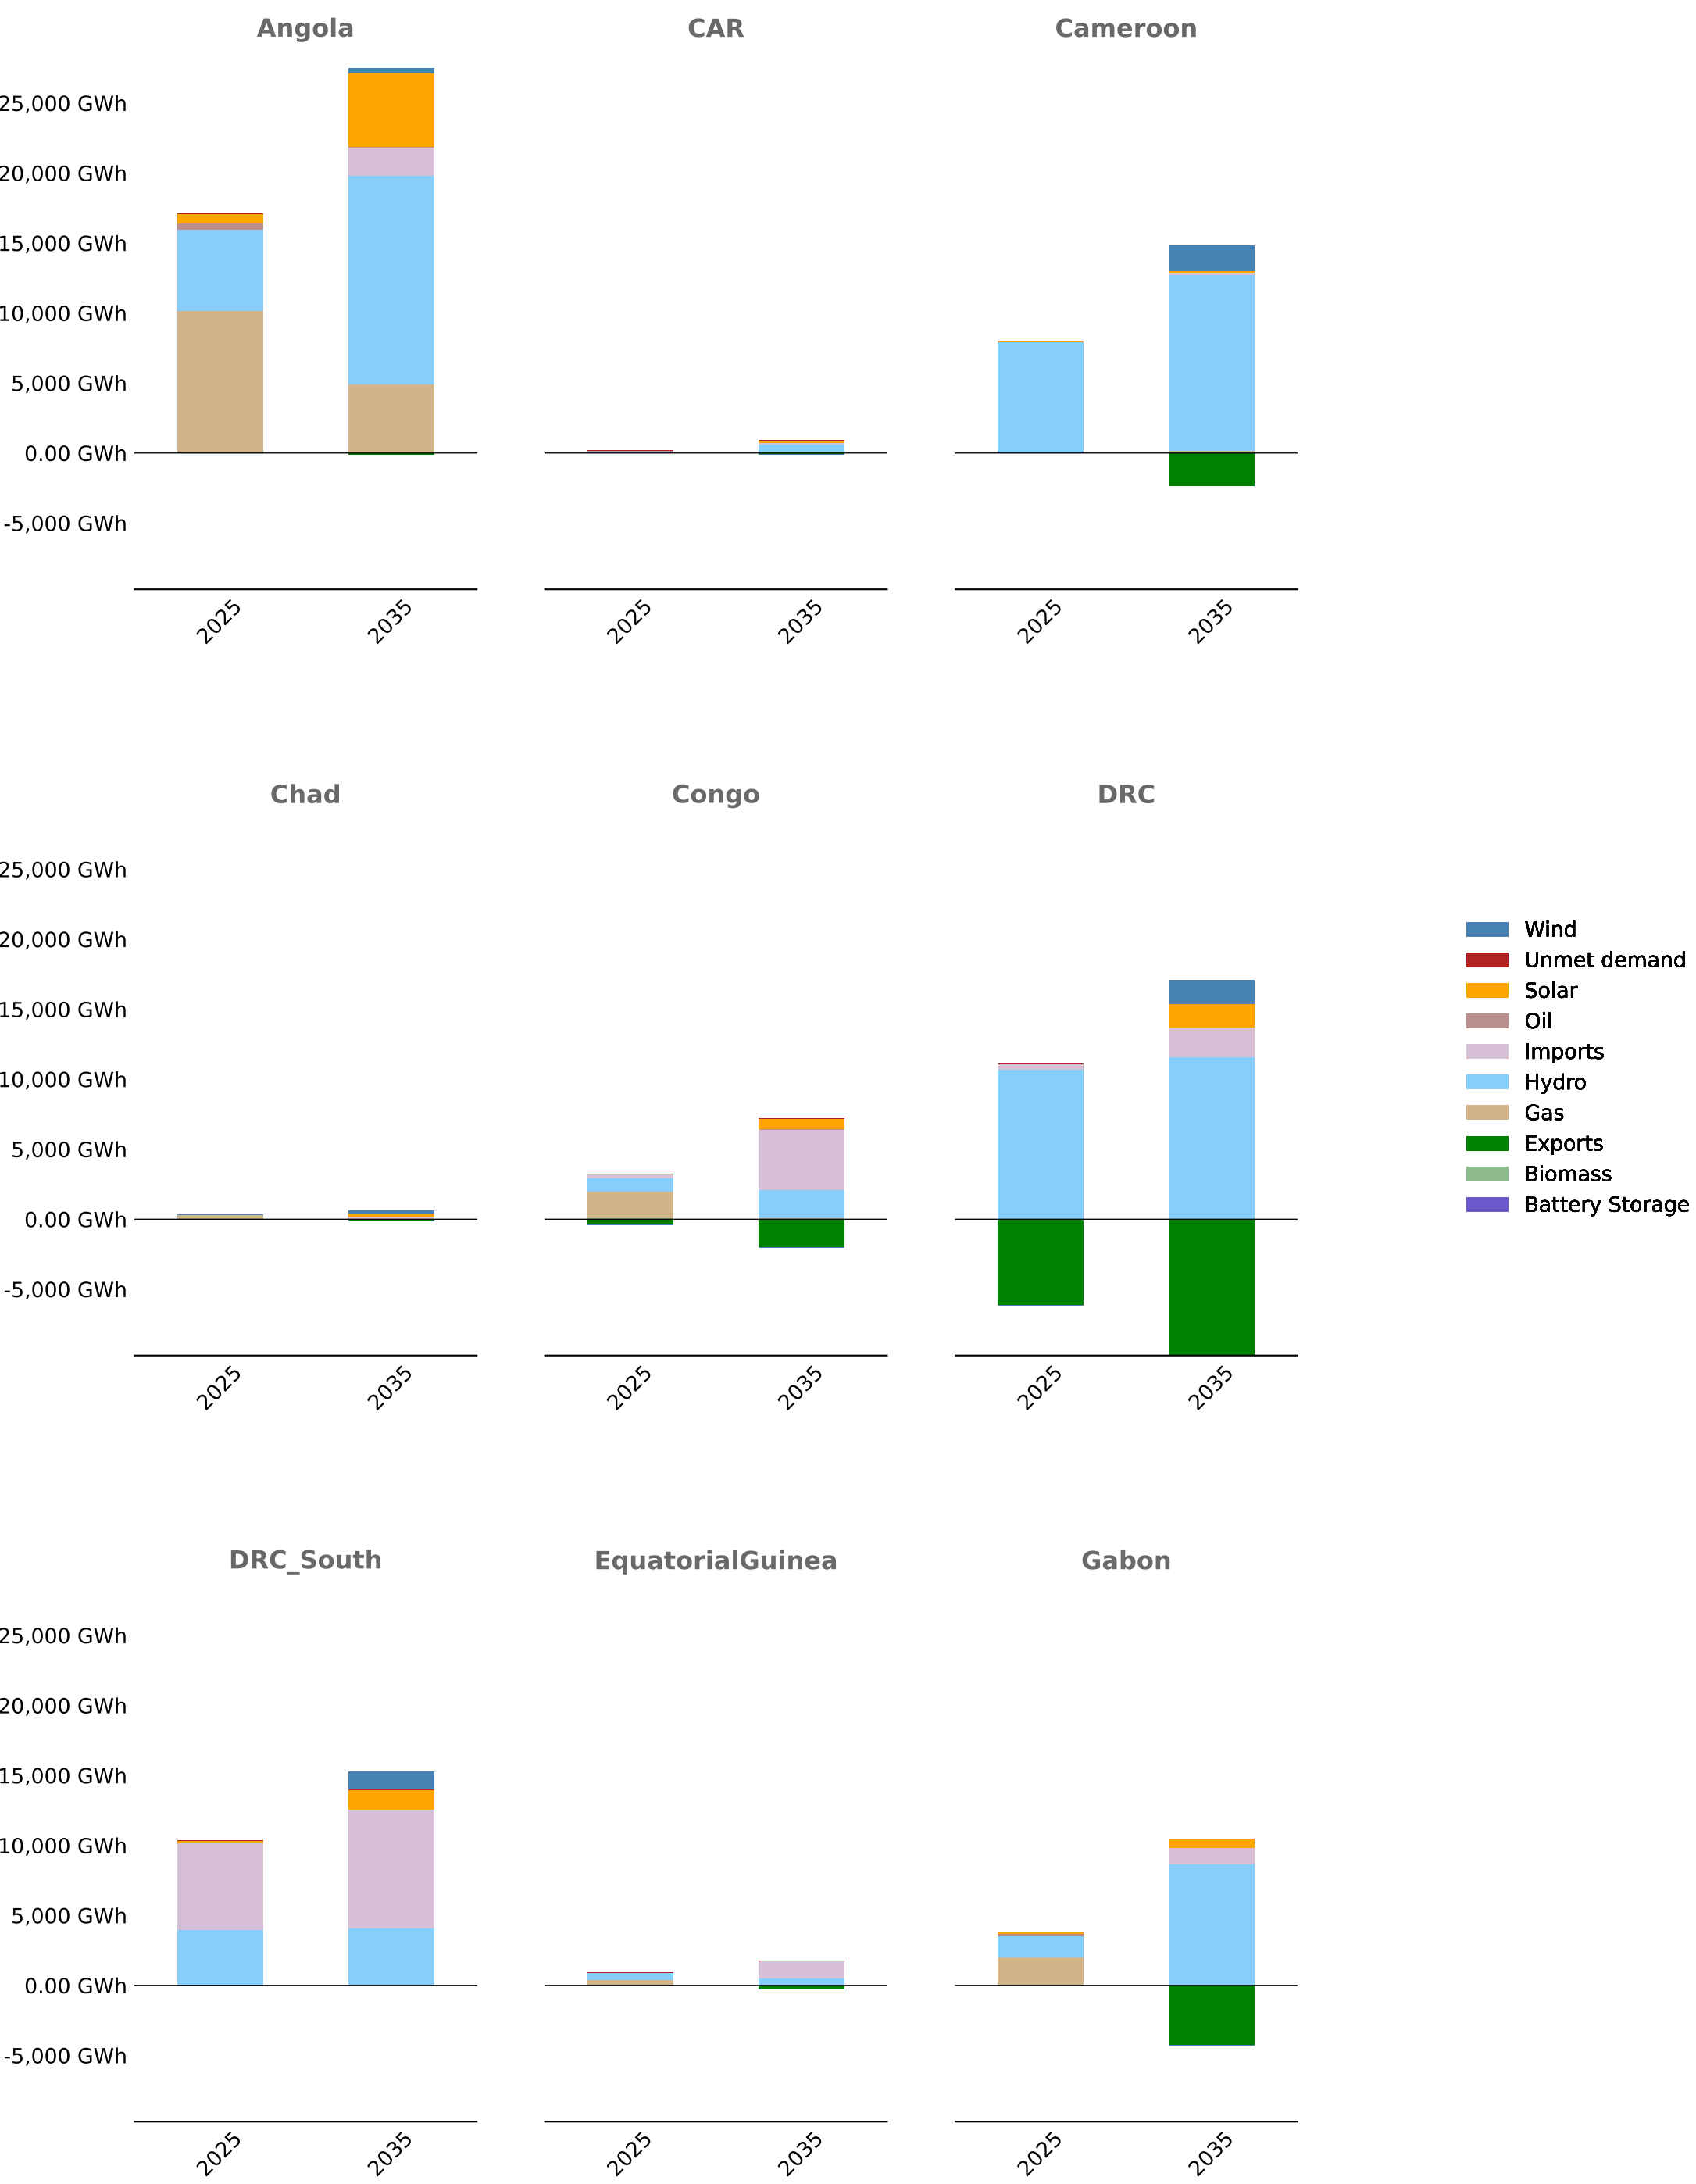 Angola
CAR
Cameroon
25,000 GWh
20,000 GWh
15,000 GWh
10,000 GWh
5,000 GWh
0.00 GWh
-5,000 GWh
2025
2035
2025
2035
2025
2035
Chad
Congo
DRC
25,000 GWh
20,000 GWh
15,000 GWh
10,000 GWh
5,000 GWh
0.00 GWh
-5,000 GWh
2025
2035
2025
2035
2025
2035
Wind
Unmet demand
Solar
Oil
Imports
Hydro
Gas
Exports
Biomass
Battery Storage
DRC_South
EquatorialGuinea
Gabon
25,000 GWh
20,000 GWh
15,000 GWh
10,000 GWh
5,000 GWh
0.00 GWh
-5,000 GWh
2025
2035
2025
2035
2025
2035